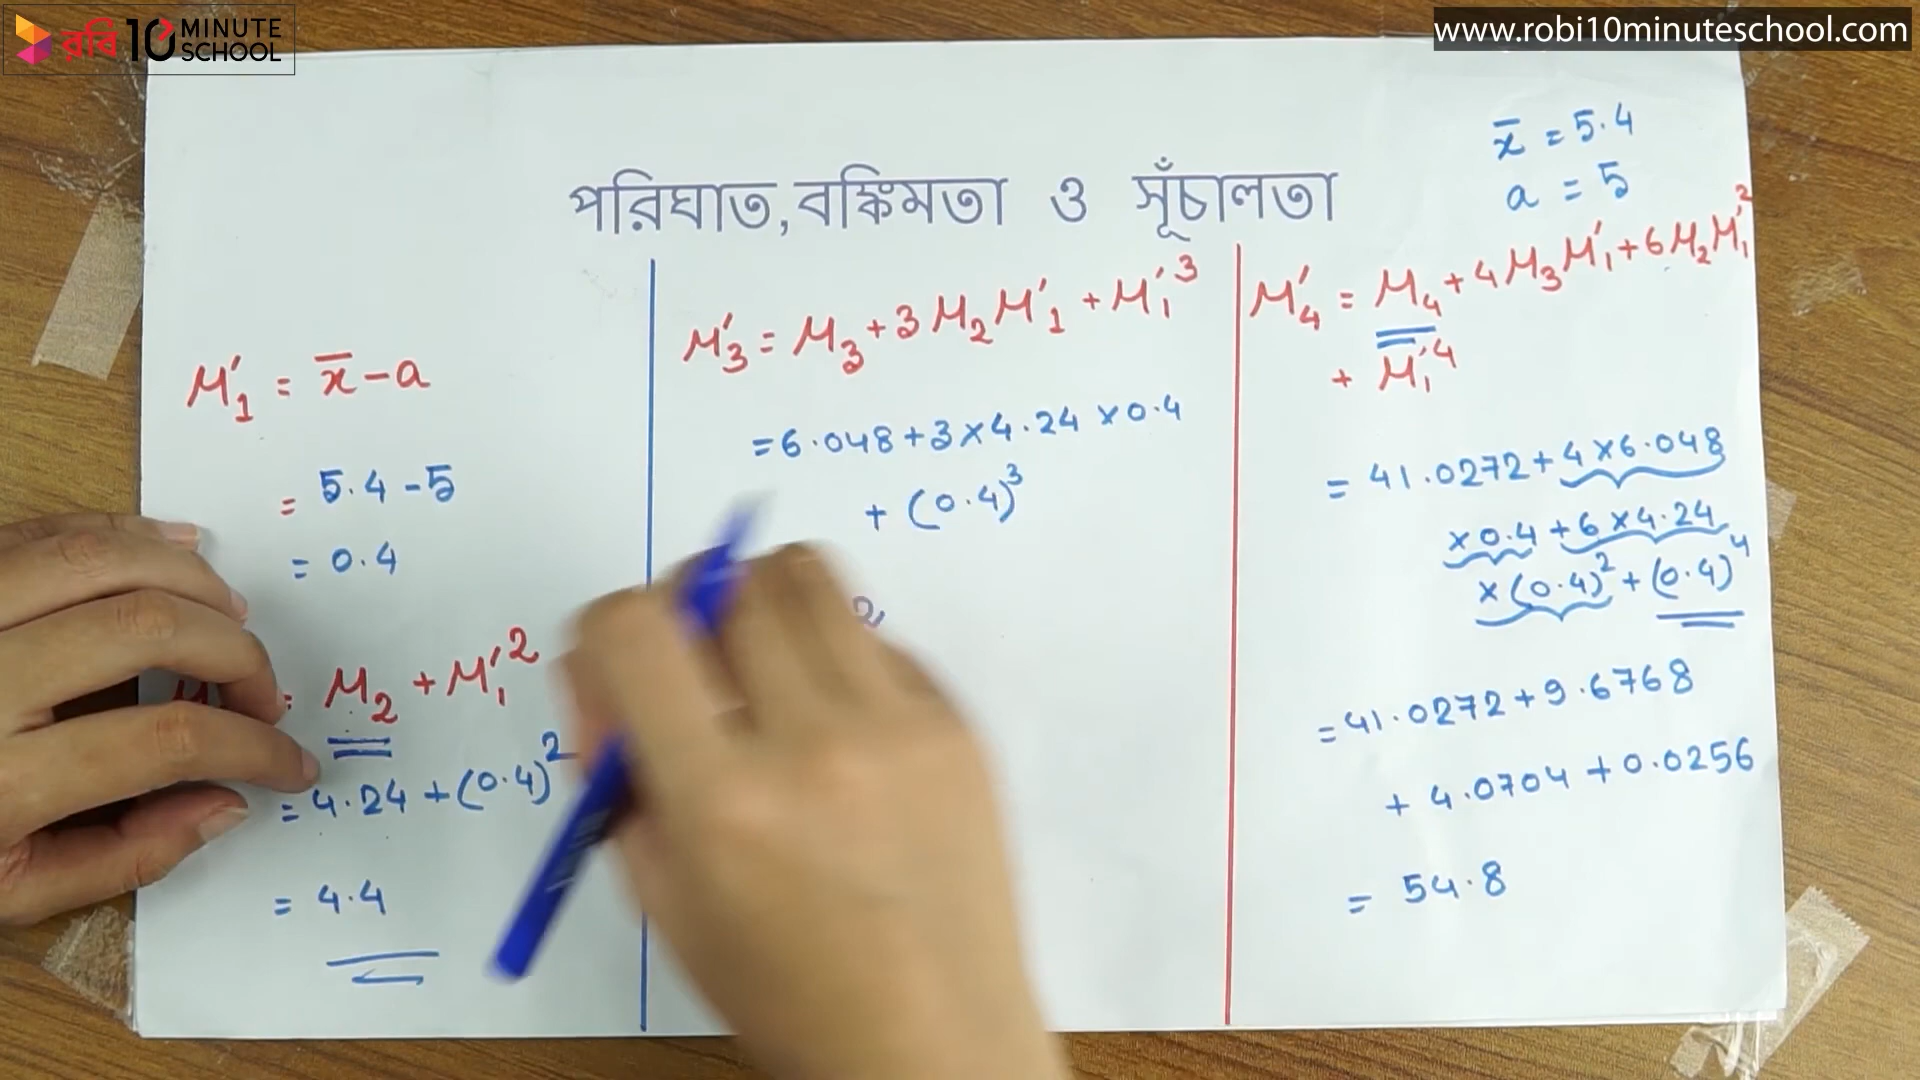 রবি 10 MINUTE SCHOOL
www.robi10minuteschool.com
x̄ = 5.4
a = 5
পরিঘাত, বঙ্কিমতা ও সূঁচালতা
μ′₁ = x̄ - a
= 5.4 - 5
= 0.4
= μ₂ + μ′₁²
= 4.24 + (0.4)²
= 4.4
μ′₃ = μ₃ + 3μ₂μ′₁ + μ′₁³
= 6.048 + 3 × 4.24 × 0.4
+ (0.4)³
μ′₄ = μ₄ + 4μ₃μ′₁ + 6μ₂μ′₁²
+ μ′₁⁴
= 41.0272 + 4 × 6.048
× 0.4 + 6 × 4.24
× (0.4)² + (0.4)⁴
= 41.0272 + 9.6768
+ 4.0704 + 0.0256
= 54.8